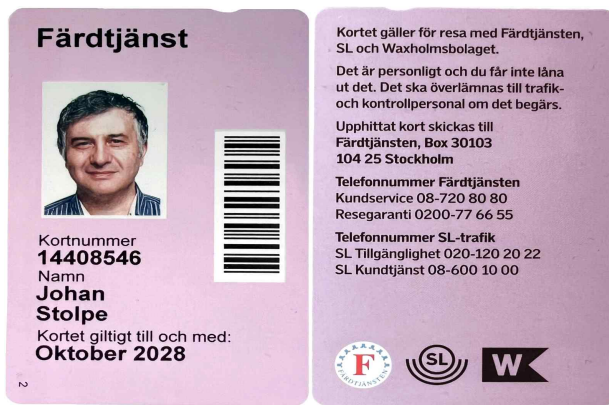 Färdtjänst
Kortnummer
14408546
Namn
Johan
Stolpe
Kortet giltigt till och med:
Oktober 2028
2
Kortet gäller för resa med Färdtjänsten,
SL och Waxholmsbolaget.
Det är personligt och du får inte låna
ut det. Det ska överlämnas till trafik-
och kontrollpersonal om det begärs.
Upphittat kort skickas till
Färdtjänsten, Box 30103
104 25 Stockholm
Telefonnummer Färdtjänsten
Kundservice 08-720 80 80
Resegaranti 0200-77 66 55
Telefonnummer SL-trafik
SL Tillgänglighet 020-120 20 22
SL Kundtjänst 08-600 10 00
F
FÄRDTJÄNSTEN
SL
W